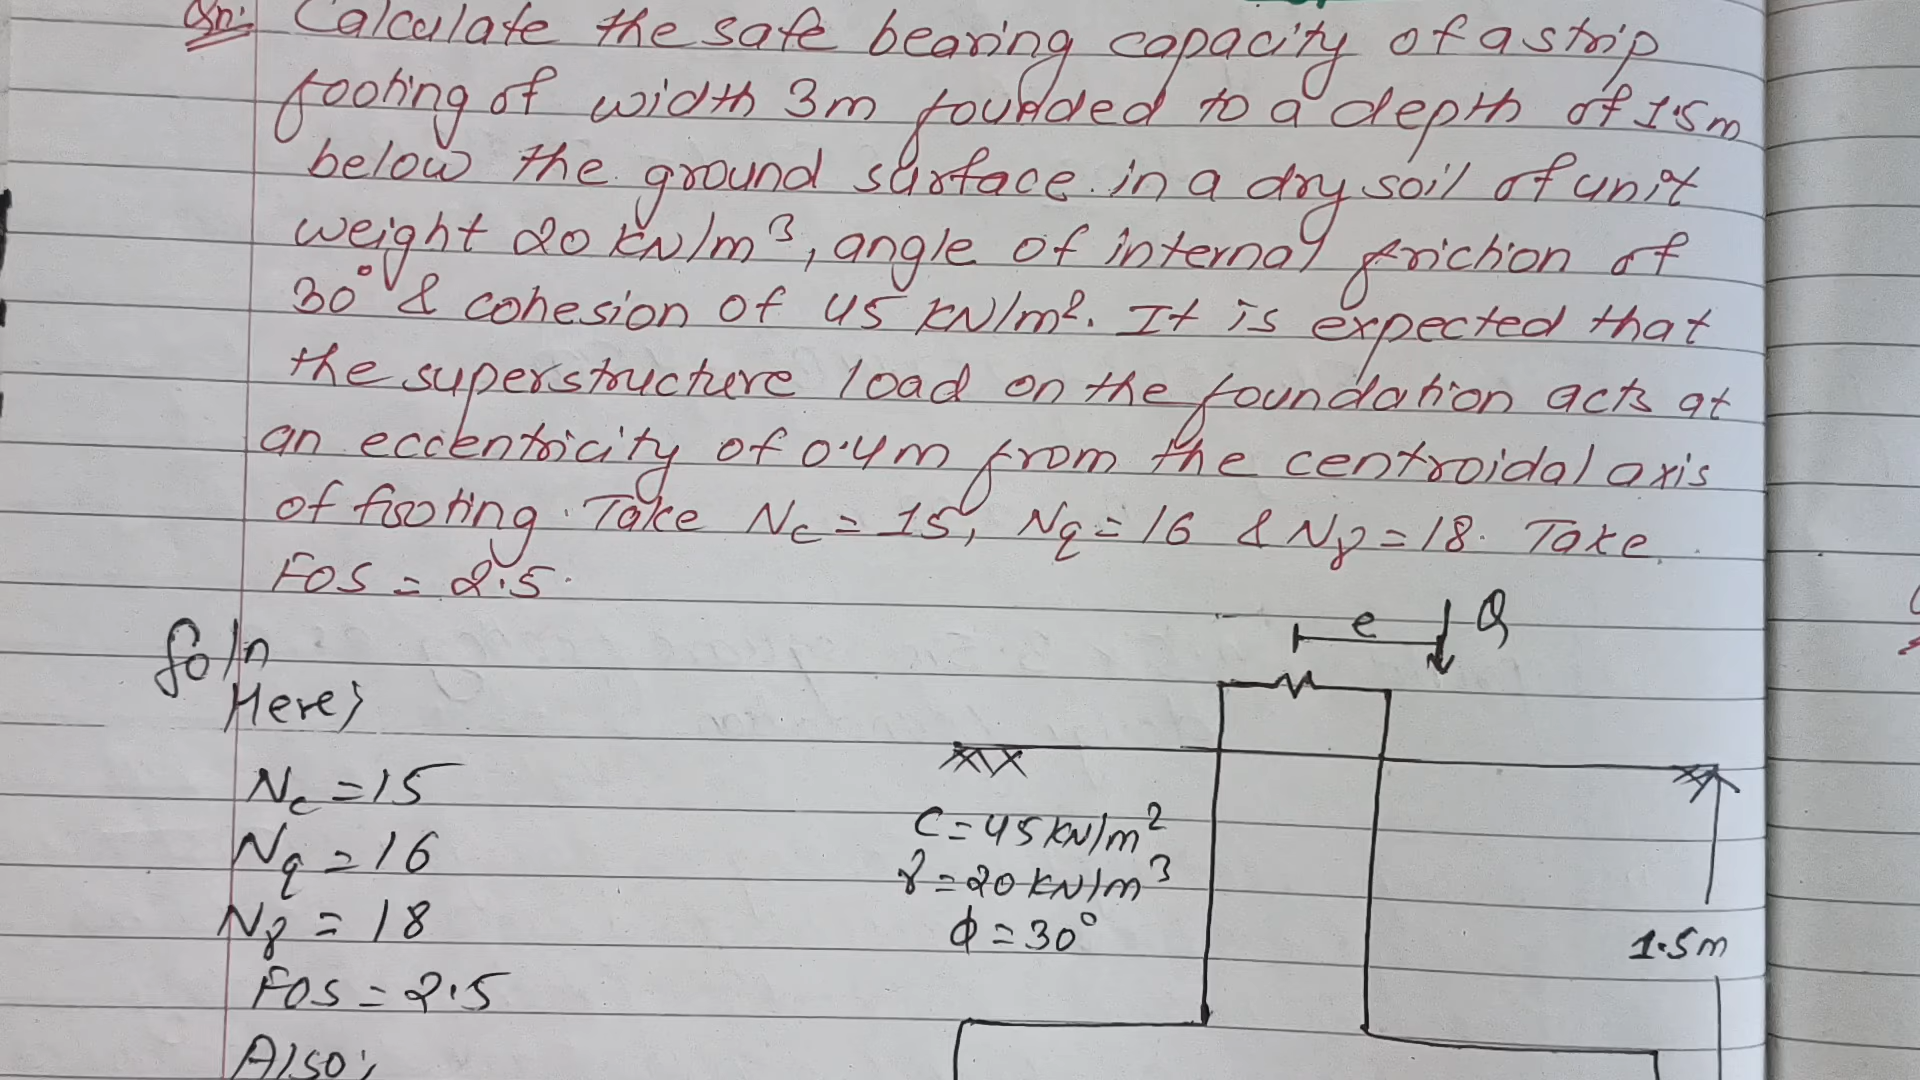 Qn: Calculate the safe bearing capacity of a strip
footing of width 3m founded to a depth of 1.5m
below the ground surface in a dry soil of unit
weight 20 kN/m³, angle of internal friction of
30° & cohesion of 45 kN/m². It is expected that
the superstructure load on the foundation acts at
an eccentricity of 0.4m from the centroidal axis
of footing. Take Nc = 15, Nq = 16 & Nγ = 18. Take
FOS = 2.5.
e Q
Soln
Here;
Nc = 15
Nq = 16
Nγ = 18
FOS = 2.5
Also;
C = 45 kN/m²
γ = 20 kN/m³
φ = 30°
1.5m